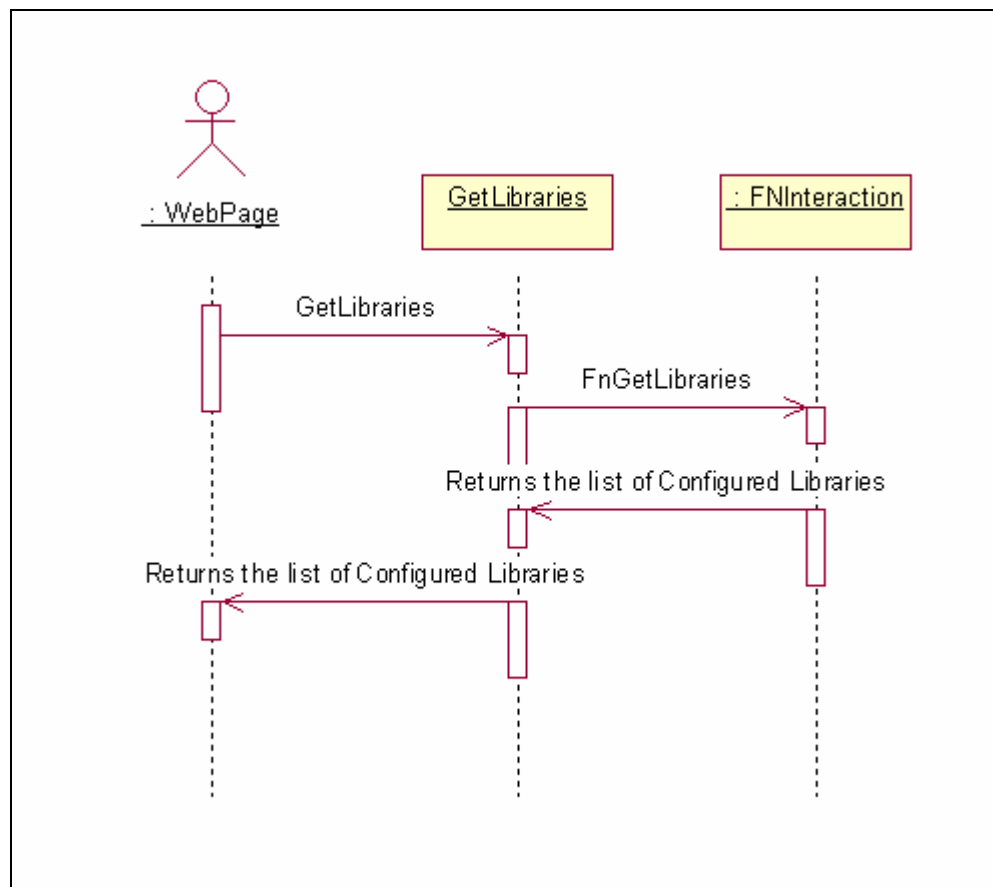 : WebPage
GetLibraries
: FNInteraction
GetLibraries
FnGetLibraries
Returns the list of Configured Libraries
Returns the list of Configured Libraries